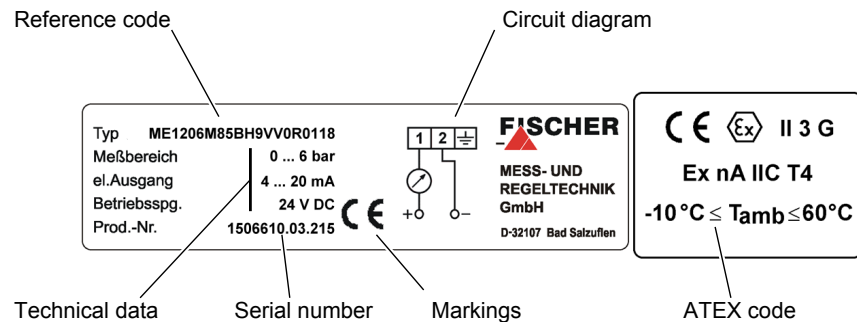 Reference code
Circuit diagram
Typ ME1206M85BH9VV0R0118
Meßbereich 0 ... 6 bar
el.Ausgang 4 ... 20 mA
Betriebsspg. 24 V DC
Prod.-Nr. 1506610.03.215
CE
1 2
+ -
FISCHER
MESS- UND
REGELTECHNIK
GmbH
D-32107 Bad Salzuflen
CE Ex II 3 G
Ex nA IIC T4
-10°C ≤ Tamb ≤ 60°C
Technical data
Serial number
Markings
ATEX code